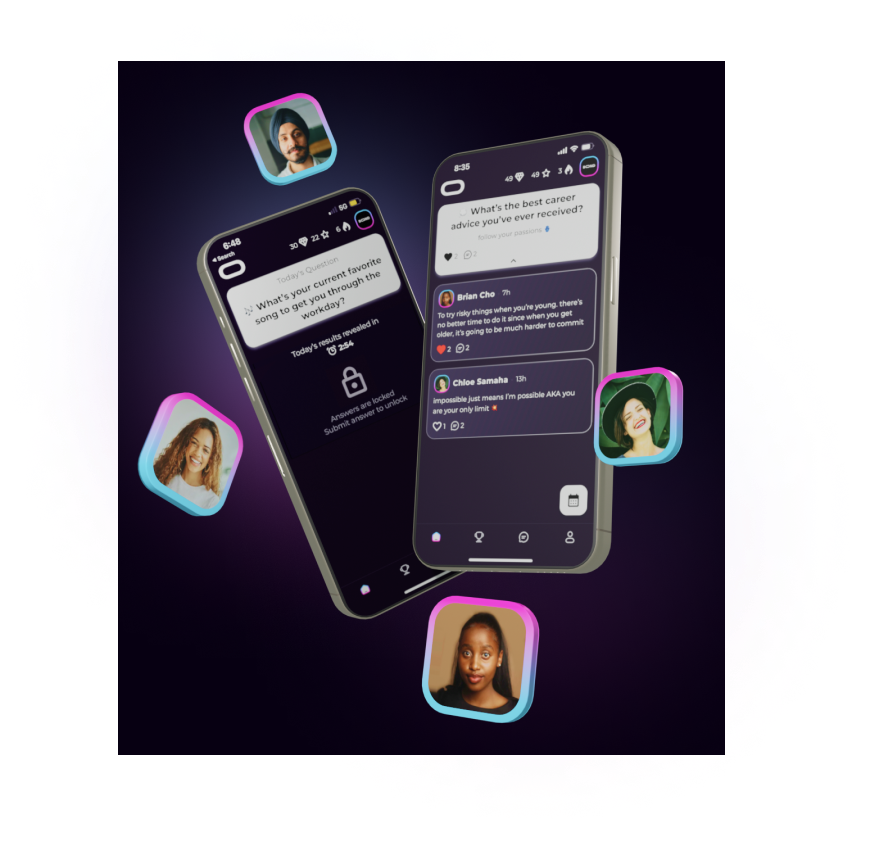 6:48
5G
◀ Search
30 22 6
Today's Question
🎶 What's your current favorite
song to get you through the
workday?
Today's results revealed in
2:54
Answers are locked
Submit answer to unlock
8:35
49 49 3
What's the best career
advice you've ever received?
follow your passions
2 2
Brian Cho 7h
To try risky things when you're young. there's
no better time to do it since when you get
older, it's going to be much harder to commit
2 2
Chloe Samaha 13h
impossible just means I'm possible AKA you
are your only limit 💥
1 2